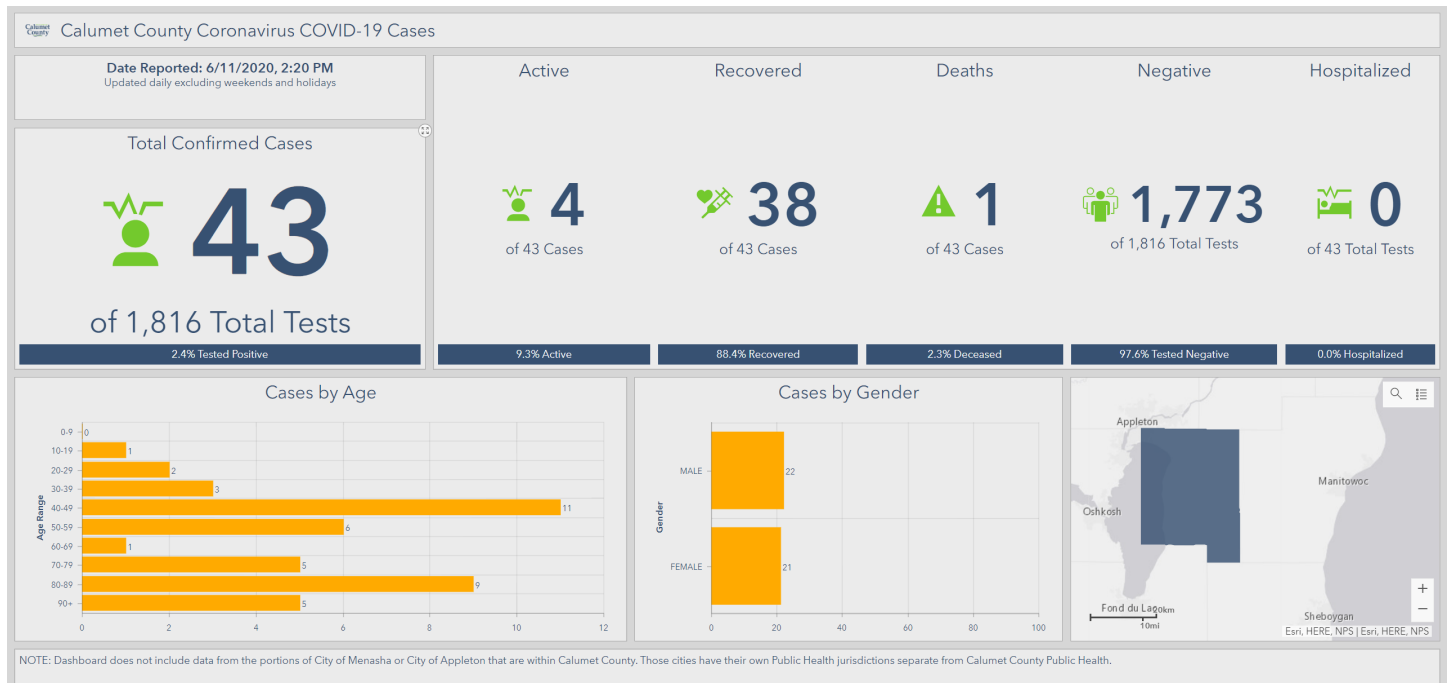 Calumet
County
Calumet County Coronavirus COVID-19 Cases
Date Reported: 6/11/2020, 2:20 PM
Updated daily excluding weekends and holidays
Total Confirmed Cases
43
of 1,816 Total Tests
2.4% Tested Positive
Active
4
of 43 Cases
9.3% Active
Recovered
38
of 43 Cases
88.4% Recovered
Deaths
1
of 43 Cases
2.3% Deceased
Negative
1,773
of 1,816 Total Tests
97.6% Tested Negative
Hospitalized
0
of 43 Total Tests
0.0% Hospitalized
Cases by Age
Age Range
0-9 0
10-19 1
20-29 2
30-39 3
40-49 11
50-59 6
60-69 1
70-79 5
80-89 9
90+ 5
0 2 4 6 8 10 12
Cases by Gender
Gender
MALE 22
FEMALE 21
0 20 40 60 80 100
Appleton
Manitowoc
Oshkosh
Fond du Lac
20km
10mi
Sheboygan
+
−
Esri, HERE, NPS | Esri, HERE, NPS
NOTE: Dashboard does not include data from the portions of City of Menasha or City of Appleton that are within Calumet County. Those cities have their own Public Health jurisdictions separate from Calumet County Public Health.